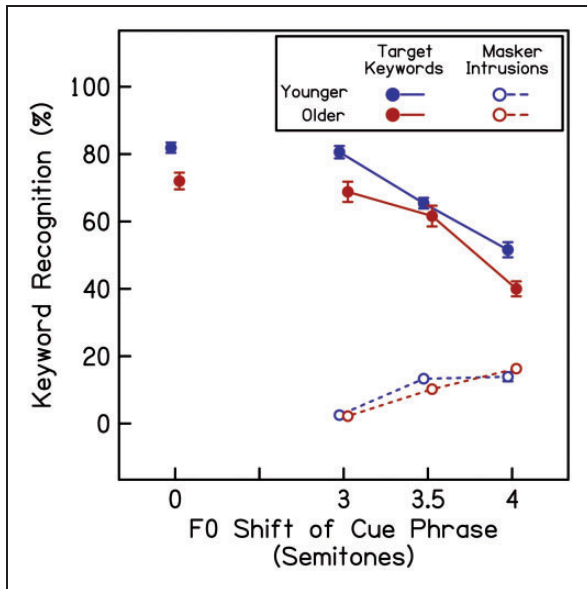 Target Masker
Keywords Intrusions
Younger
Older
100
80
60
40
20
0
Keyword Recognition (%)
0 3 3.5 4
F0 Shift of Cue Phrase
(Semitones)